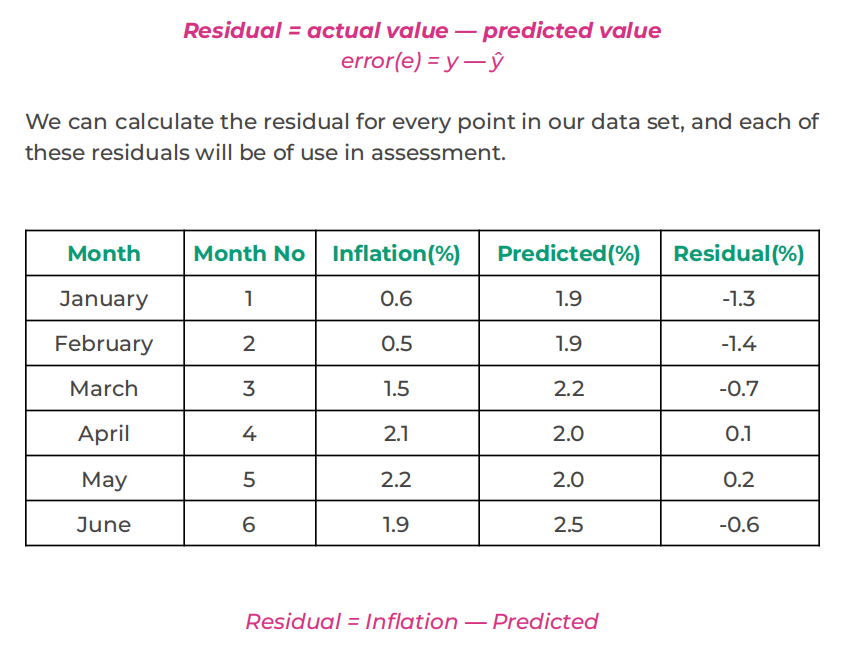 Residual = actual value — predicted value
error(e) = y — ŷ
We can calculate the residual for every point in our data set, and each of
these residuals will be of use in assessment.
Month Month No Inflation(%) Predicted(%) Residual(%)
January 1 0.6 1.9 -1.3
February 2 0.5 1.9 -1.4
March 3 1.5 2.2 -0.7
April 4 2.1 2.0 0.1
May 5 2.2 2.0 0.2
June 6 1.9 2.5 -0.6
Residual = Inflation — Predicted